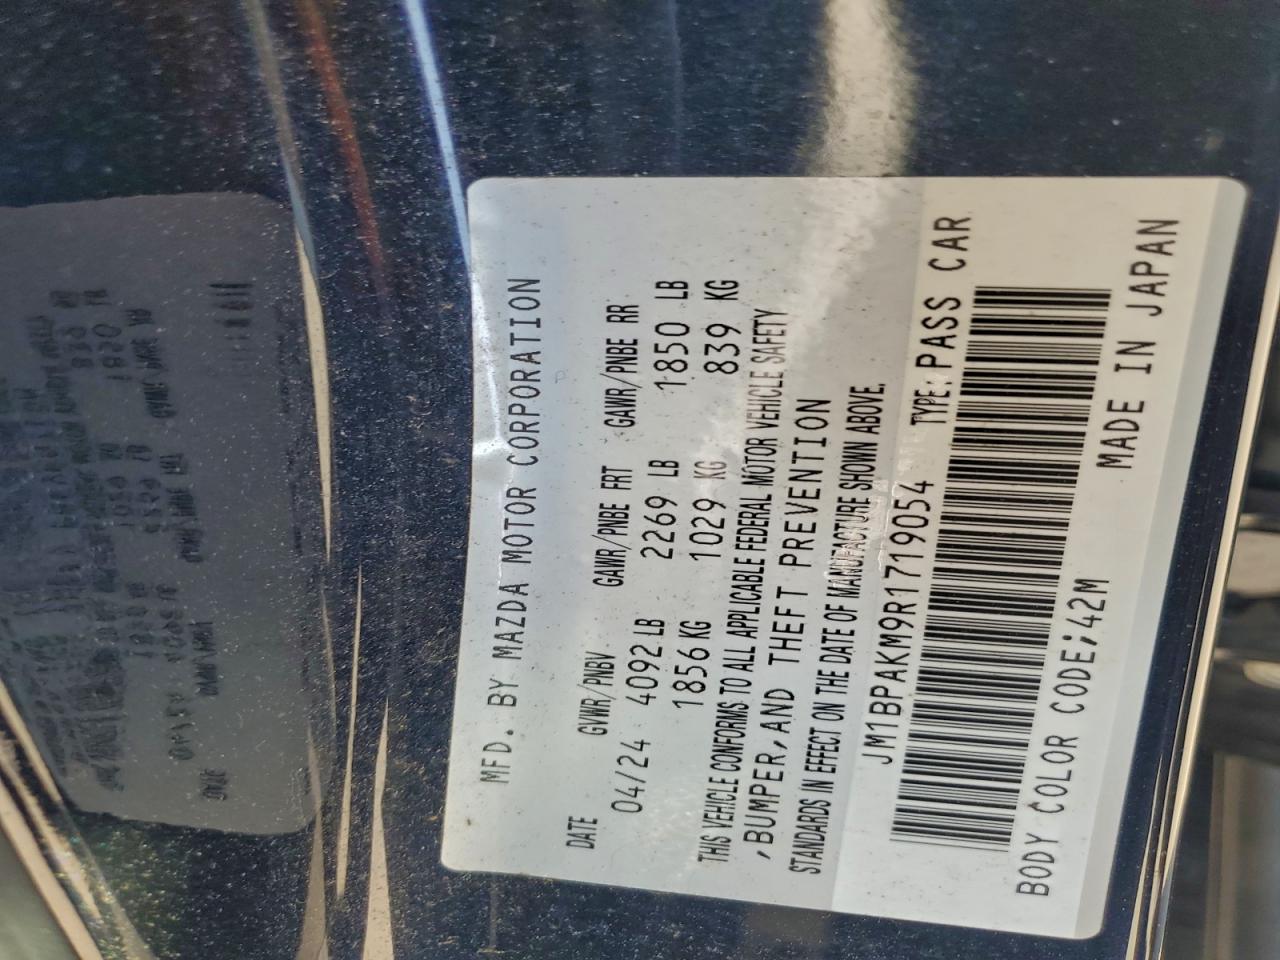 MFD. BY MAZDA MOTOR CORPORATION
DATE GVWR/PNBV GAWR/PNBE FRT GAWR/PNBE RR
04/24 4092 LB 2269 LB 1850 LB
1856 KG 1029 KG 839 KG
THIS VEHICLE CONFORMS TO ALL APPLICABLE FEDERAL MOTOR VEHICLE SAFETY
, BUMPER, AND THEFT PREVENTION
STANDARDS IN EFFECT ON THE DATE OF MANUFACTURE SHOWN ABOVE.
JM1BPAKM9R1719054 TYPE: PASS CAR
BODY COLOR CODE; 42M MADE IN JAPAN